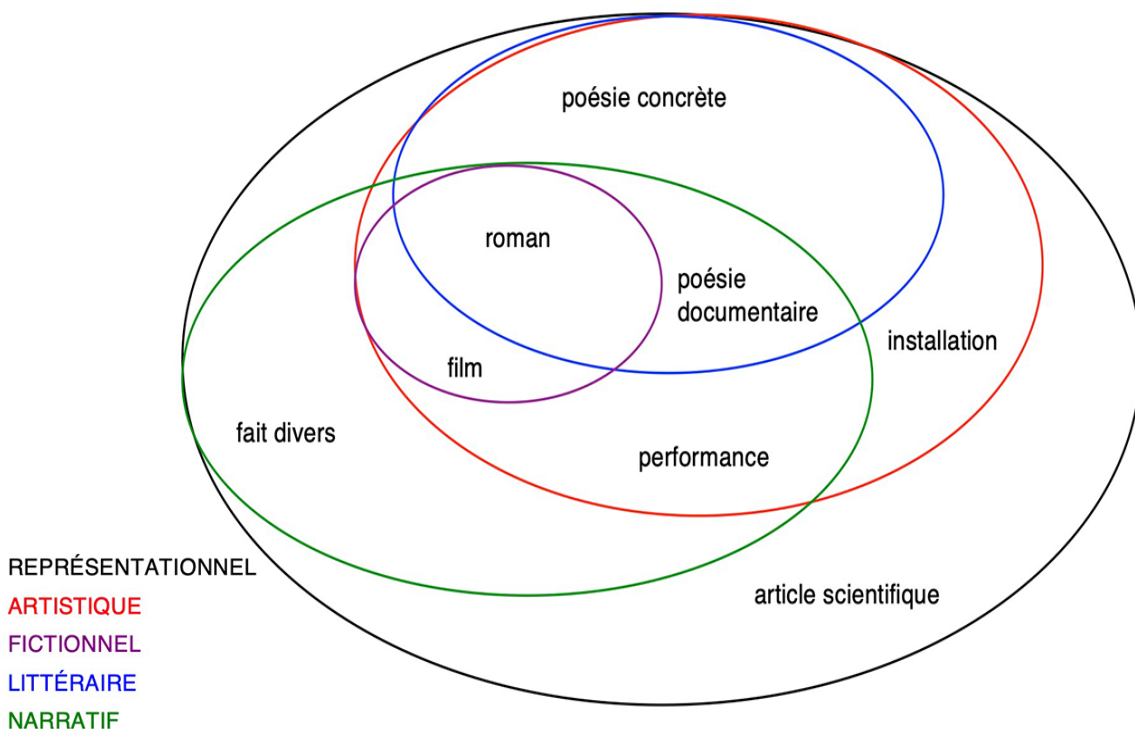 poésie concrète
roman
poésie
documentaire
installation
film
fait divers
performance
article scientifique
REPRÉSENTATIONNEL
ARTISTIQUE
FICTIONNEL
LITTÉRAIRE
NARRATIF